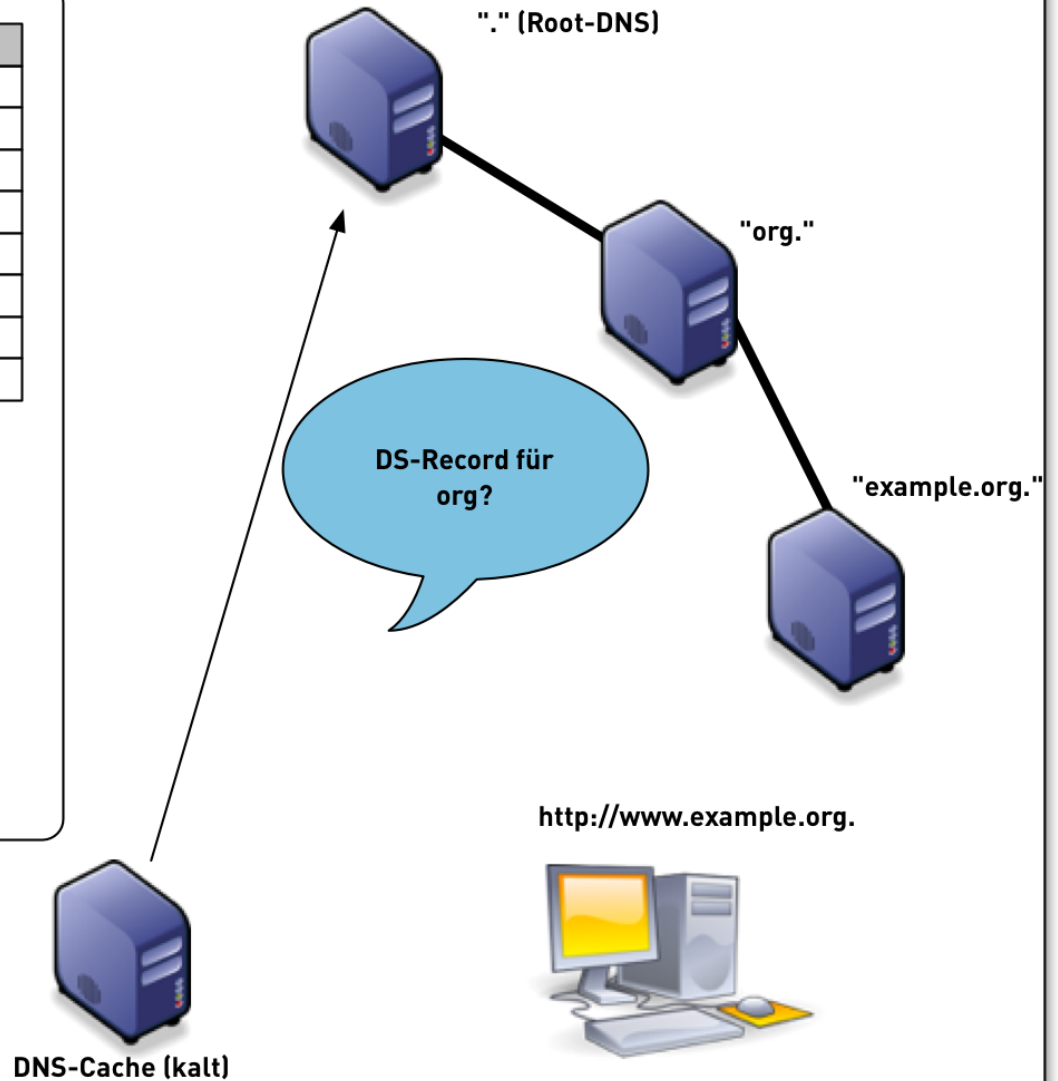 "." (Root-DNS)
"org."
DS-Record für
org?
"example.org."
http://www.example.org.
DNS-Cache (kalt)